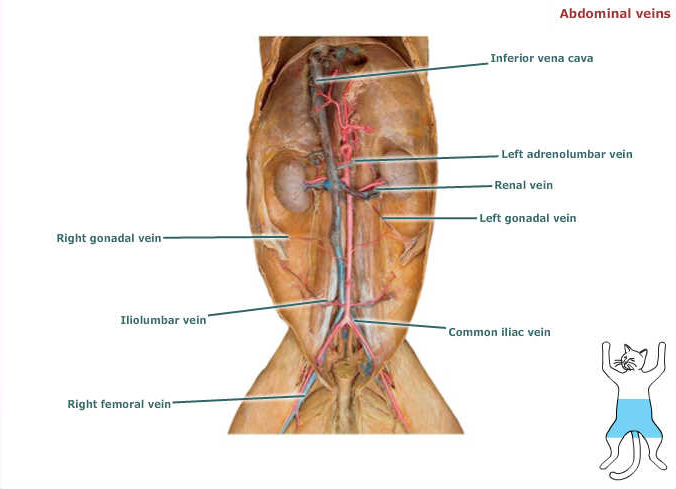 Abdominal veins
Inferior vena cava
Left adrenolumbar vein
Renal vein
Left gonadal vein
Right gonadal vein
Iliolumbar vein
Common iliac vein
Right femoral vein